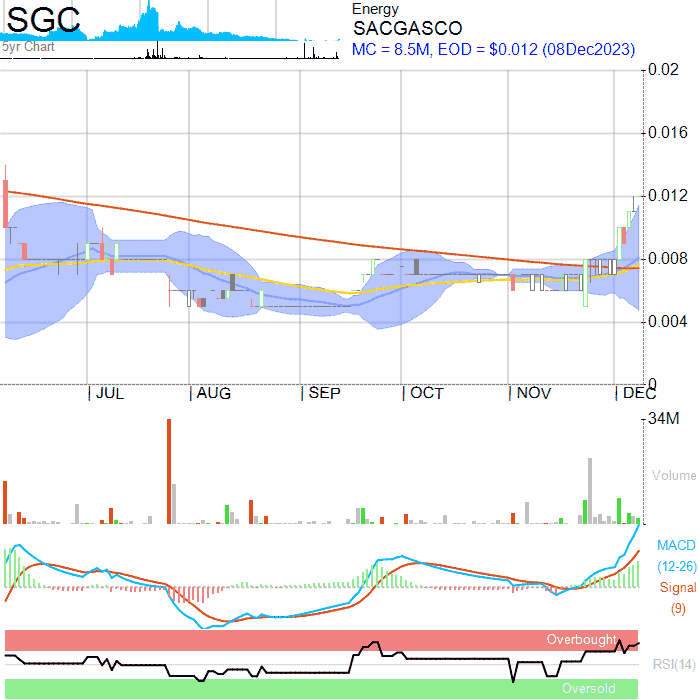 SGC
5yr Chart
Energy
SACGASCO
MC = 8.5M, EOD = $0.012 (08Dec2023)
0.02
0.016
0.012
0.008
0.004
0
JUL AUG SEP OCT NOV DEC
34M
Volume
MACD
(12-26)
Signal
(9)
Overbought
RSI(14)
Oversold